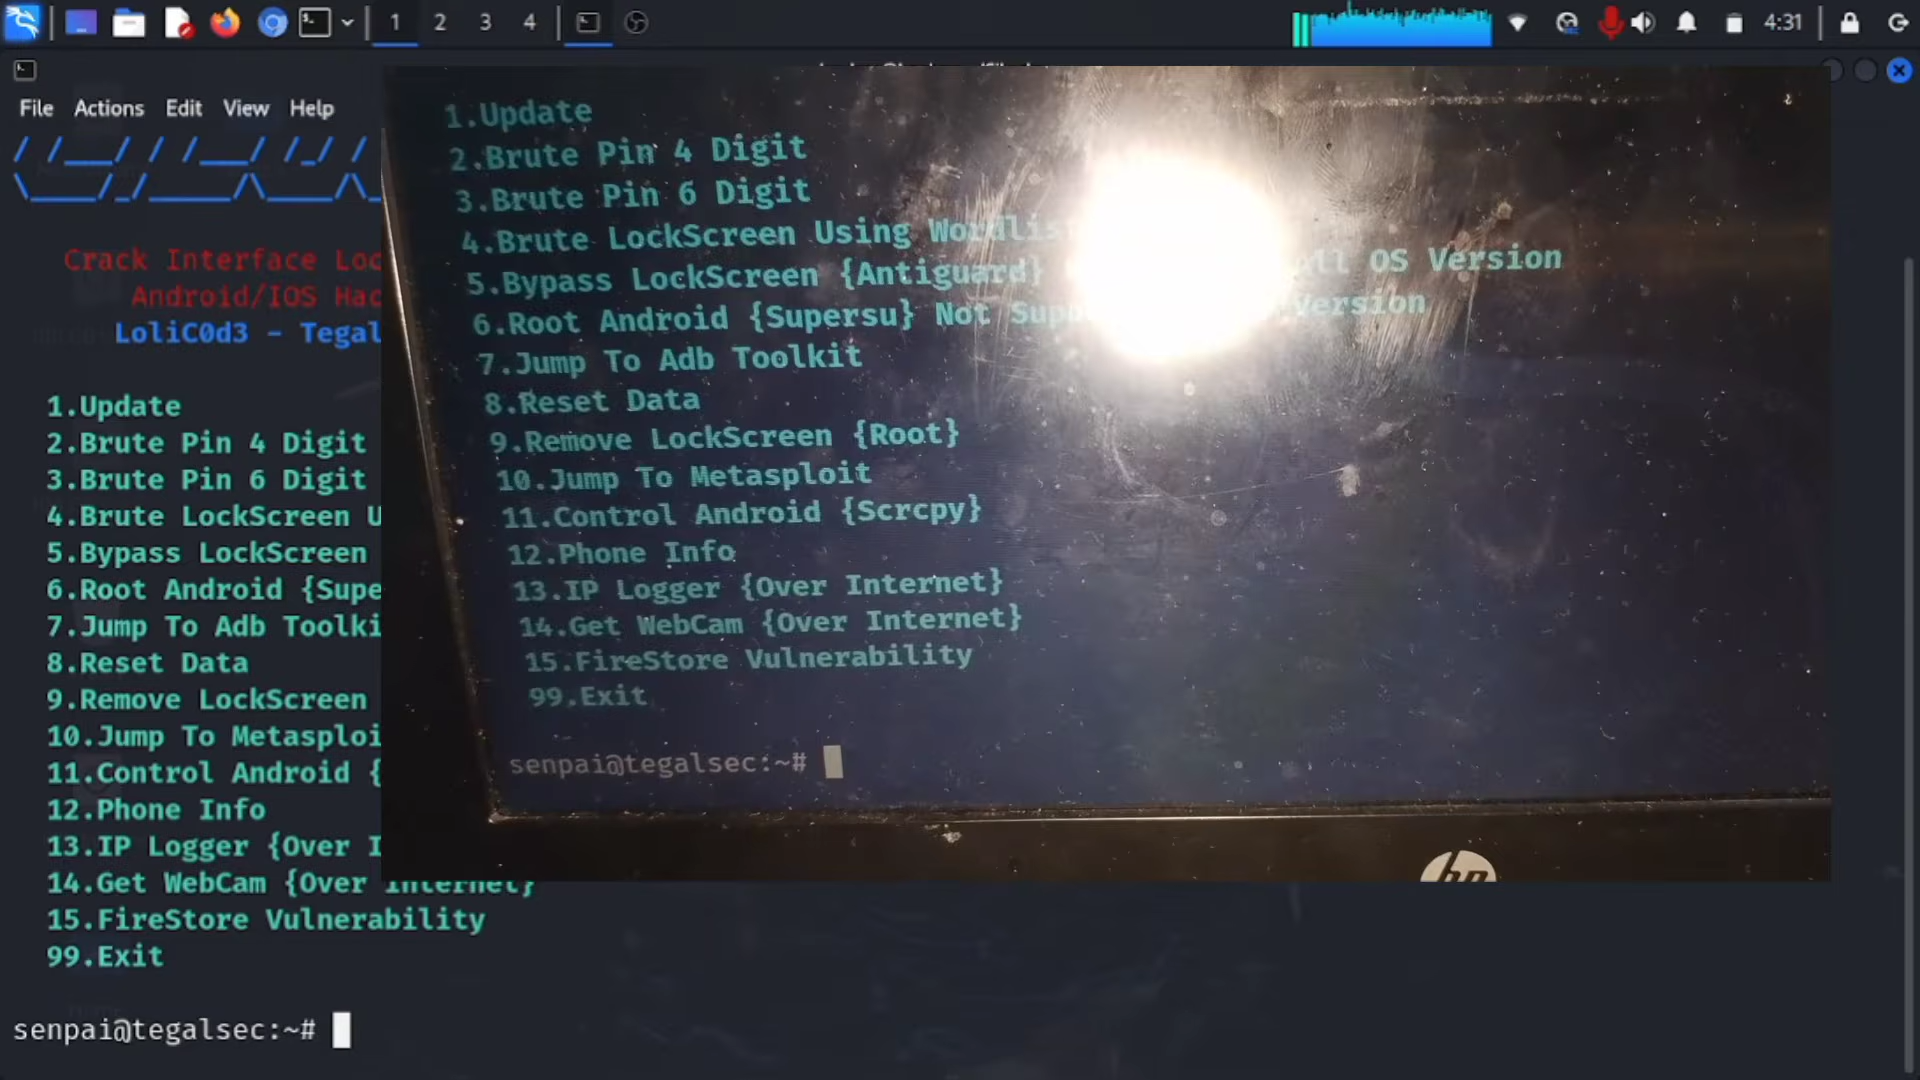 1
2
3
4
4:31
File Actions Edit View Help
Crack Interface Loc
Android/IOS Hac
LoliC0d3 - Tegal
1.Update
2.Brute Pin 4 Digit
3.Brute Pin 6 Digit
4.Brute LockScreen U
5.Bypass LockScreen
6.Root Android {Supe
7.Jump To Adb Toolki
8.Reset Data
9.Remove LockScreen
10.Jump To Metasploi
11.Control Android {
12.Phone Info
13.IP Logger {Over I
14.Get WebCam {Over Internet}
15.FireStore Vulnerability
99.Exit
senpai@tegalsec:~#
1.Update
2.Brute Pin 4 Digit
3.Brute Pin 6 Digit
4.Brute LockScreen Using Wordlis
5.Bypass LockScreen {Antiguard} ll OS Version
6.Root Android {Supersu} Not Supp Version
7.Jump To Adb Toolkit
8.Reset Data
9.Remove LockScreen {Root}
10.Jump To Metasploit
11.Control Android {Scrcpy}
12.Phone Info
13.IP Logger {Over Internet}
14.Get WebCam {Over Internet}
15.FireStore Vulnerability
99.Exit
senpai@tegalsec:~#
hp